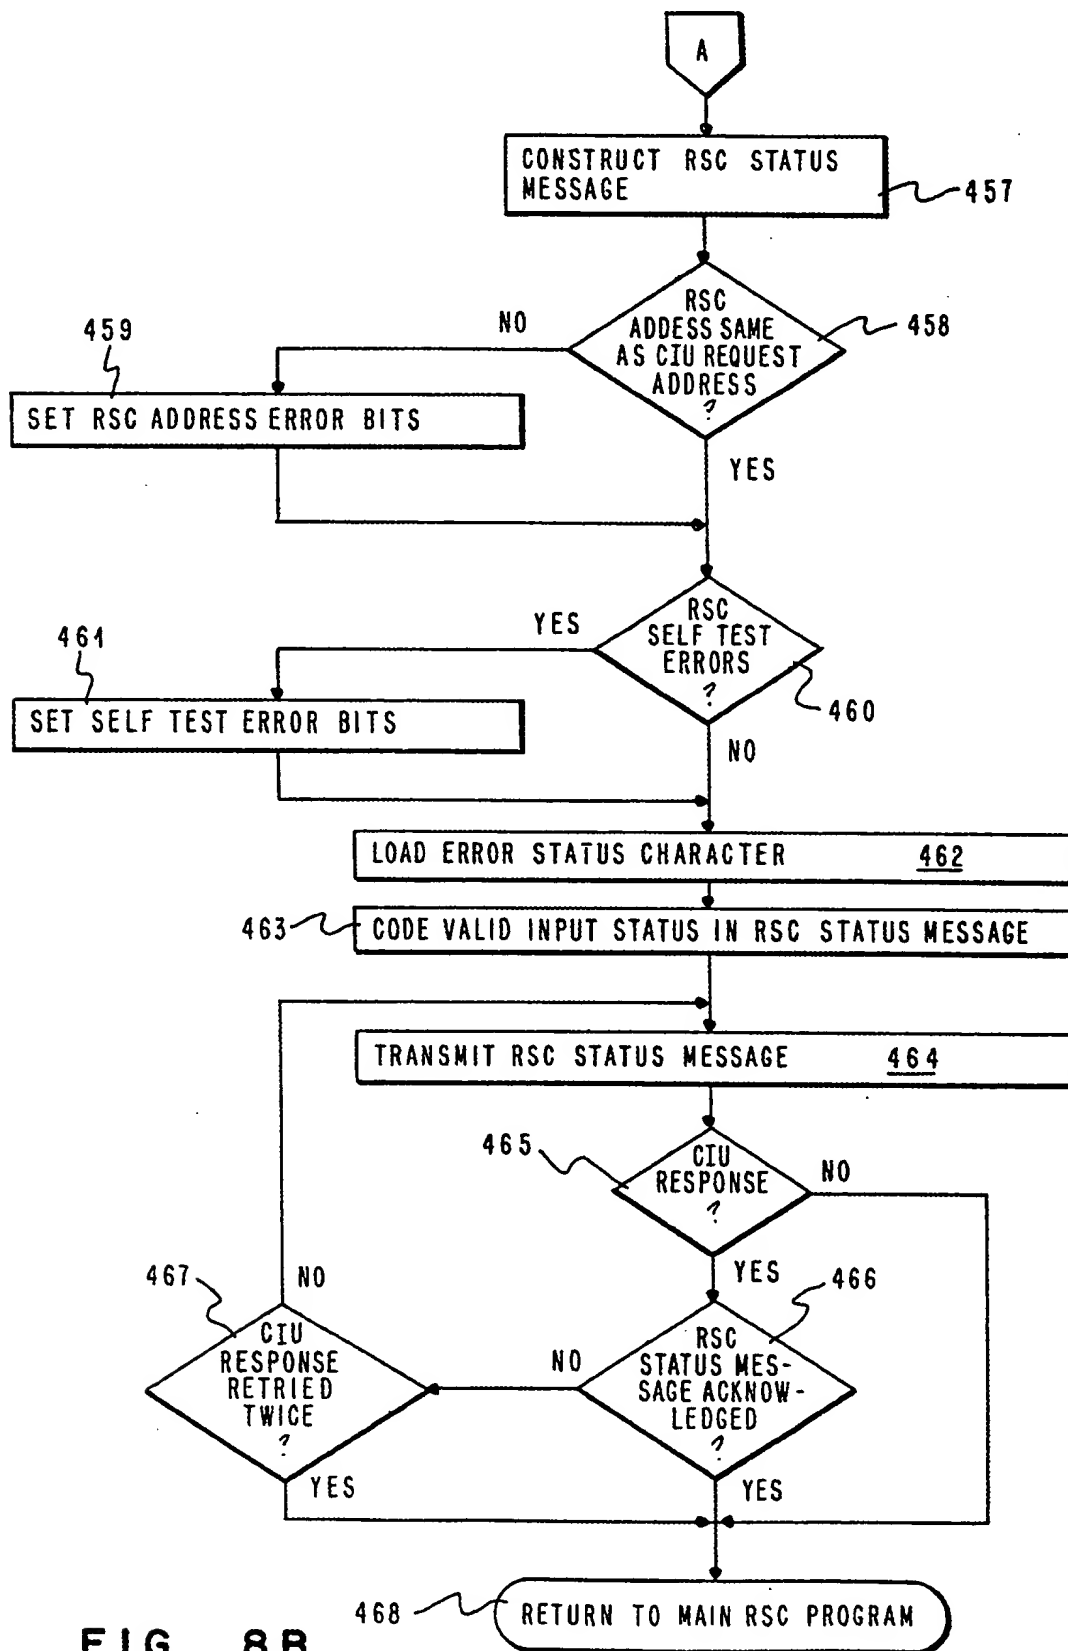 A
CONSTRUCT RSC STATUS
MESSAGE
457
RSC
ADDESS SAME
AS CIU REQUEST
ADDRESS
?
458
NO
459
SET RSC ADDRESS ERROR BITS
YES
RSC
SELF TEST
ERRORS
?
460
YES
461
SET SELF TEST ERROR BITS
NO
LOAD ERROR STATUS CHARACTER 462
463 CODE VALID INPUT STATUS IN RSC STATUS MESSAGE
TRANSMIT RSC STATUS MESSAGE 464
465
CIU
RESPONSE
?
NO
YES
466
RSC
STATUS MES-
SAGE ACKNOW-
LEDGED
?
NO
467
CIU
RESPONSE
RETRIED
TWICE
?
NO
YES
YES
468 RETURN TO MAIN RSC PROGRAM
FIG. 8B